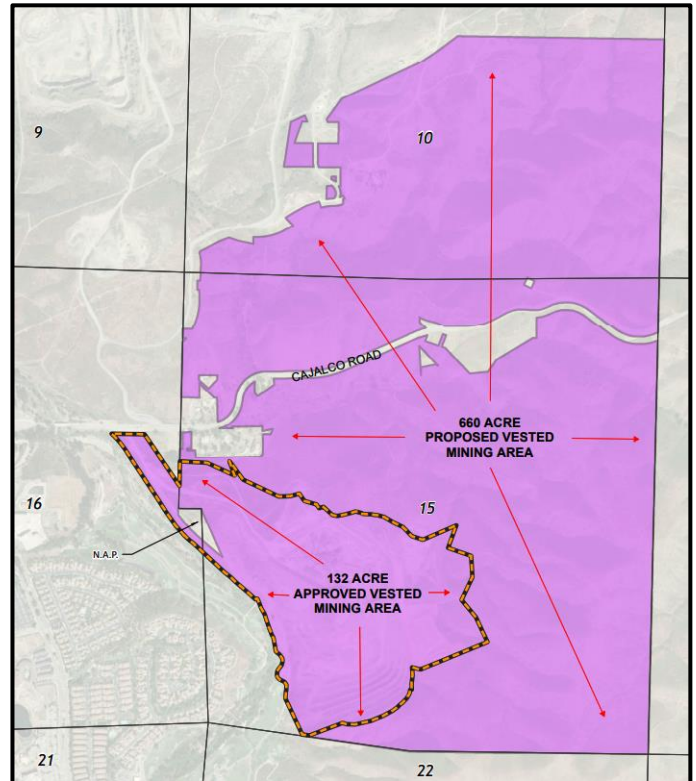 9
10
CAJALCO ROAD
660 ACRE
PROPOSED VESTED
MINING AREA
16
15
N.A.P.
132 ACRE
APPROVED VESTED
MINING AREA
21
22